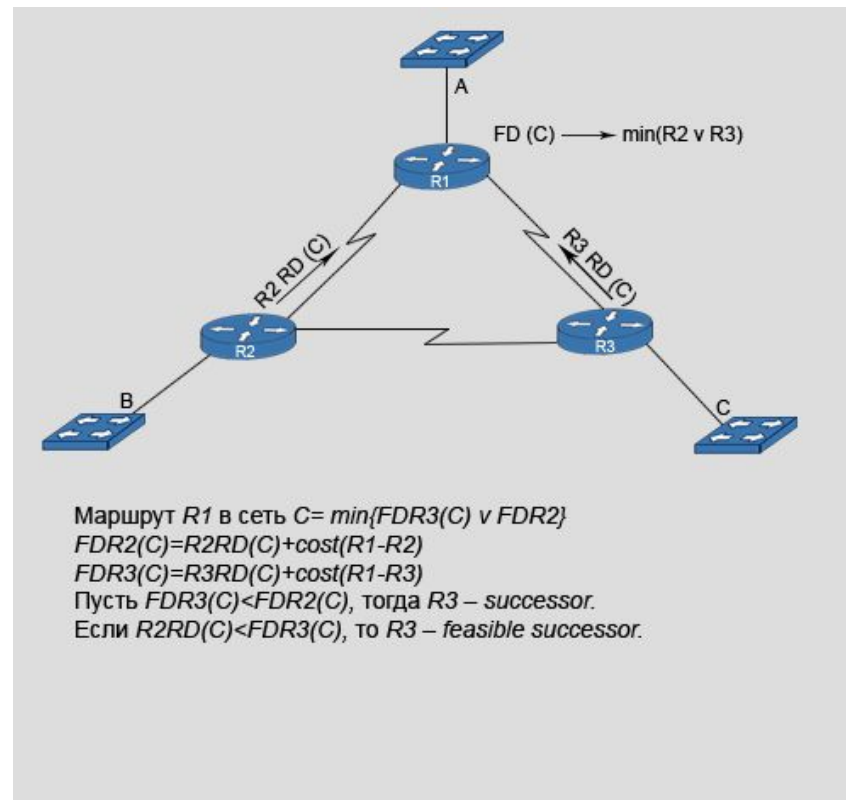 A
FD (C) → min(R2 v R3)
R1
R2 RD (C)
R3 RD (C)
R2
R3
B
C
Маршрут R1 в сеть C= min{FDR3(C) v FDR2}
FDR2(C)=R2RD(C)+cost(R1-R2)
FDR3(C)=R3RD(C)+cost(R1-R3)
Пусть FDR3(C)<FDR2(C), тогда R3 – successor.
Если R2RD(C)<FDR3(C), то R3 – feasible successor.